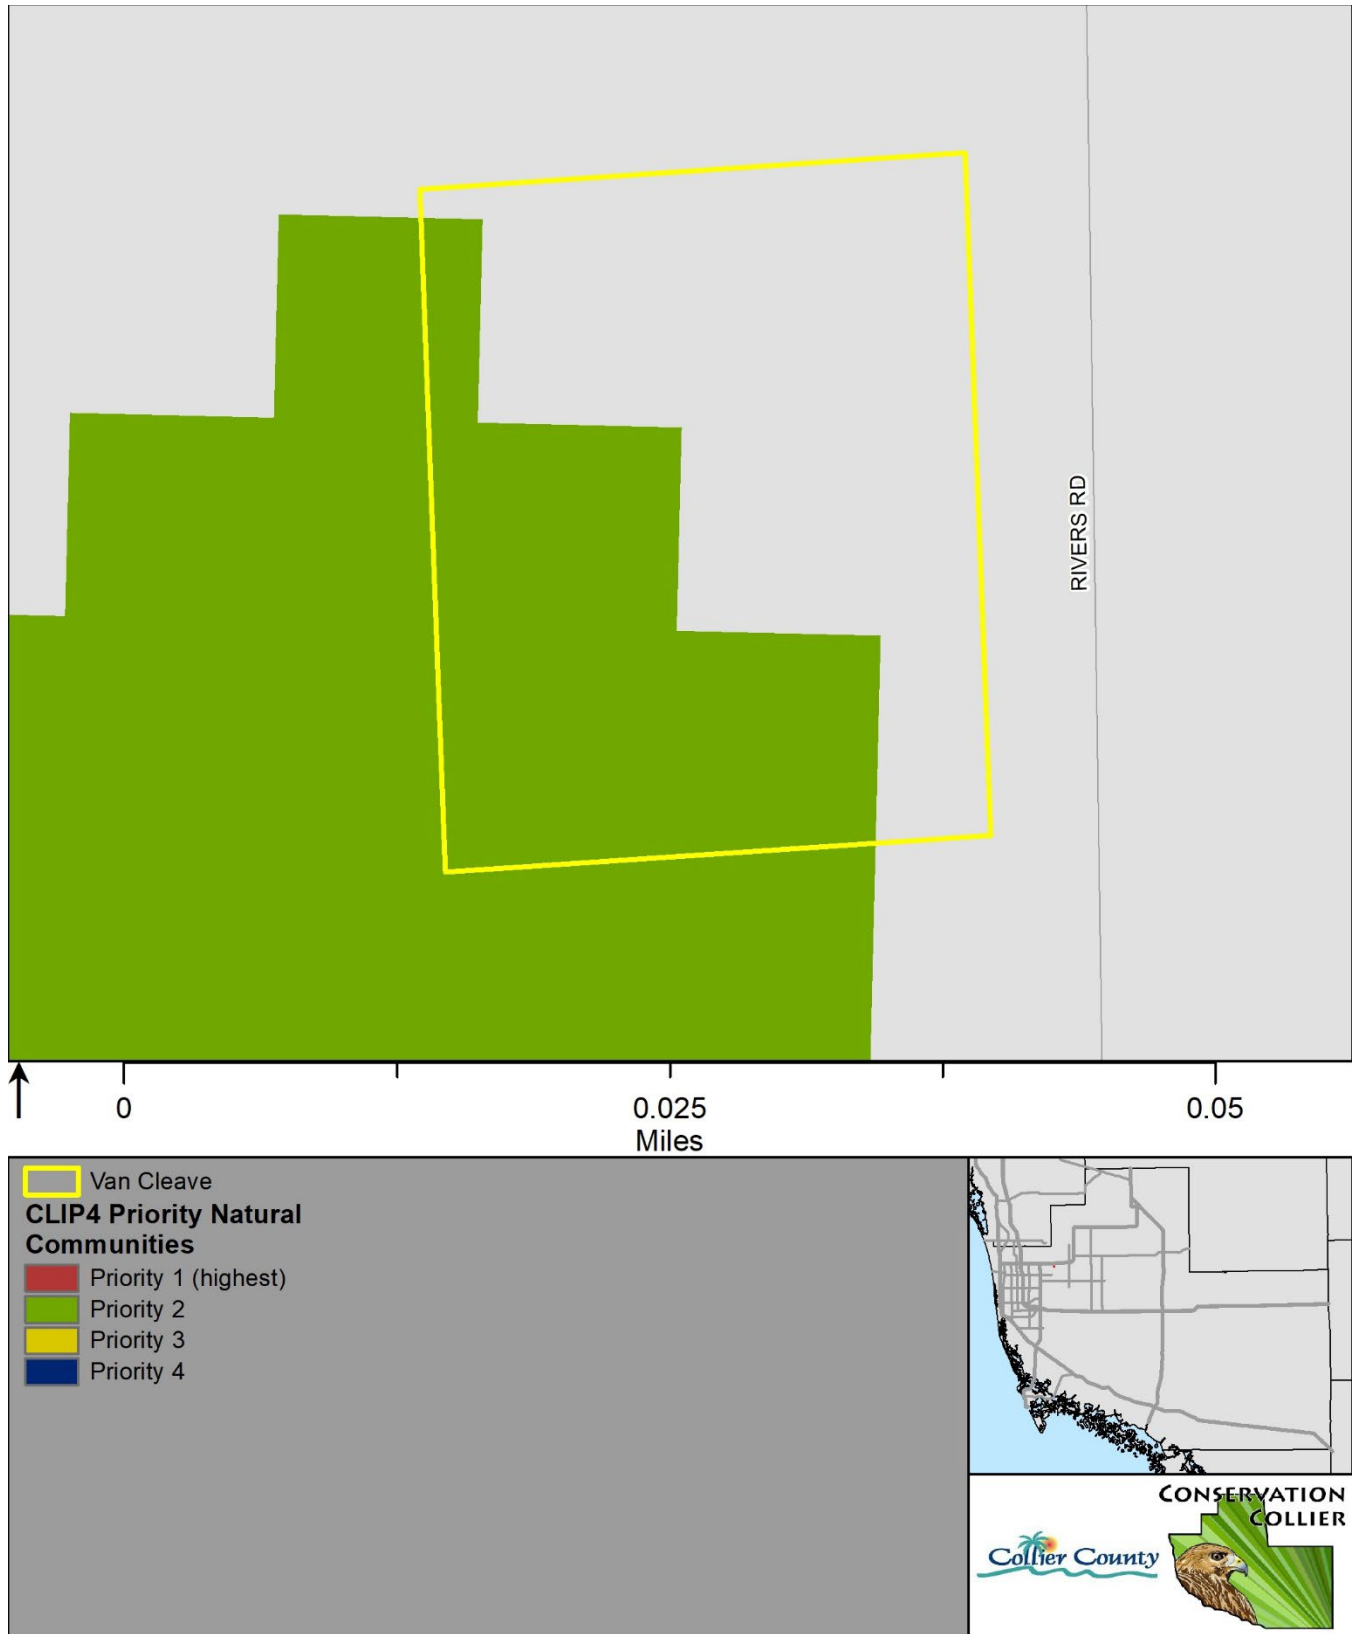 RIVERS RD
0
0.025
0.05
Miles
Van Cleave
CLIP4 Priority Natural
Communities
Priority 1 (highest)
Priority 2
Priority 3
Priority 4
CONSERVATION
COLLIER
Collier County